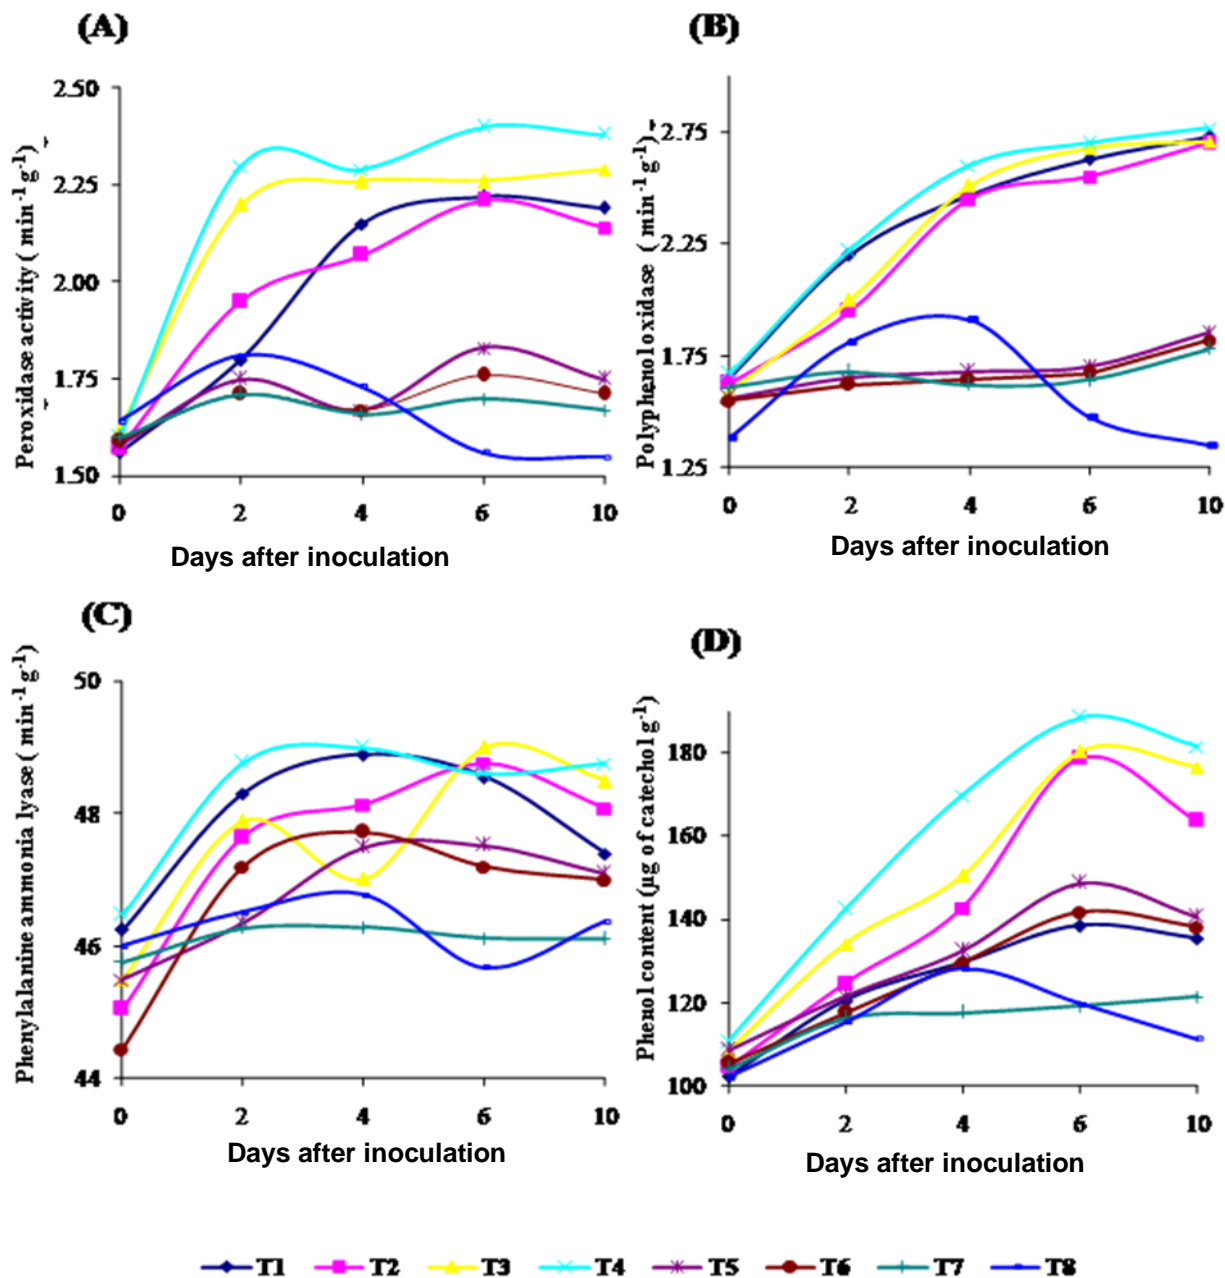 (A)
Peroxidase activity ( min-1 g-1)
2.50
2.25
2.00
1.75
1.50
0 2 4 6 10
Days after inoculation
(B)
Polyphenoloxidase ( min-1 g-1)
2.75
2.25
1.75
1.25
0 2 4 6 10
Days after inoculation
(C)
Phenylalanine ammonia lyase ( min-1 g-1)
50
48
46
44
0 2 4 6 10
Days after inoculation
(D)
Phenol content (µg of catechol g-1)
180
160
140
120
100
0 2 4 6 10
Days after inoculation
T1 T2 T3 T4 T5 T6 T7 T8